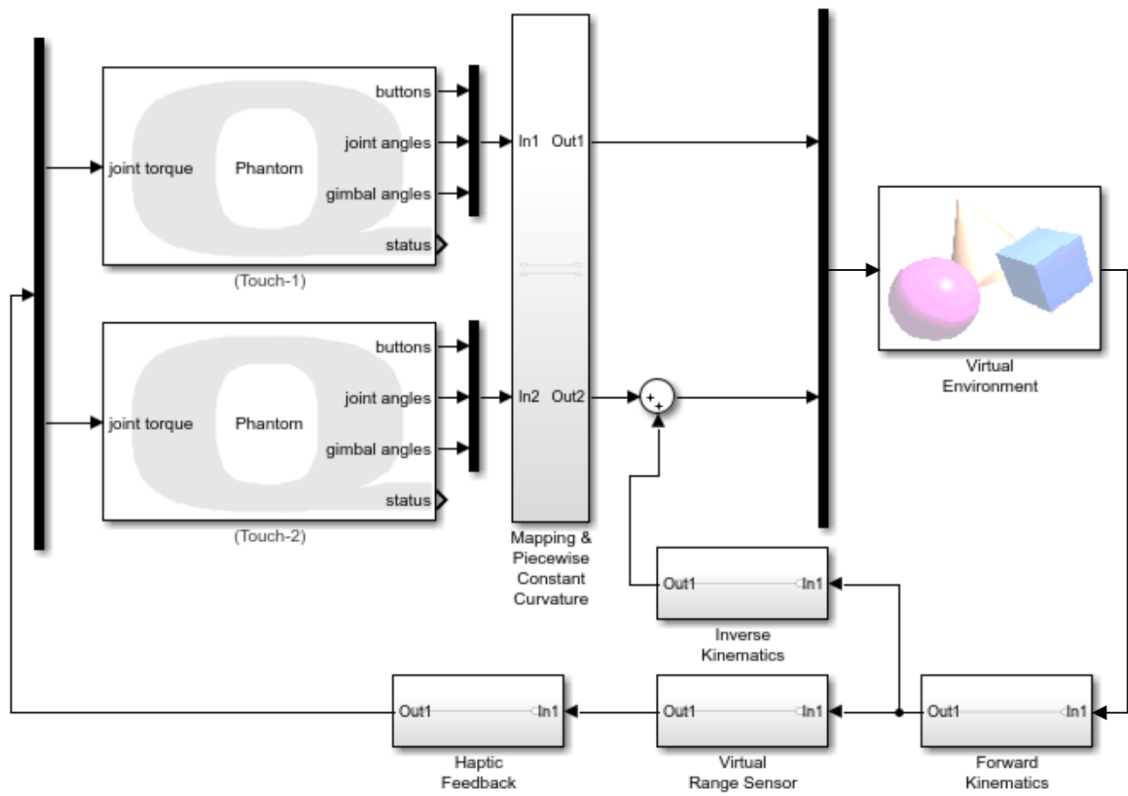 buttons
joint angles
joint torque
Phantom
gimbal angles
status
(Touch-1)
In1 Out1
buttons
joint angles
joint torque
Phantom
gimbal angles
status
(Touch-2)
In2 Out2
Mapping &
Piecewise
Constant
Curvature
+
+
Virtual
Environment
Out1 In1
Inverse
Kinematics
Out1 In1
Haptic
Feedback
Out1 In1
Virtual
Range Sensor
Out1 In1
Forward
Kinematics